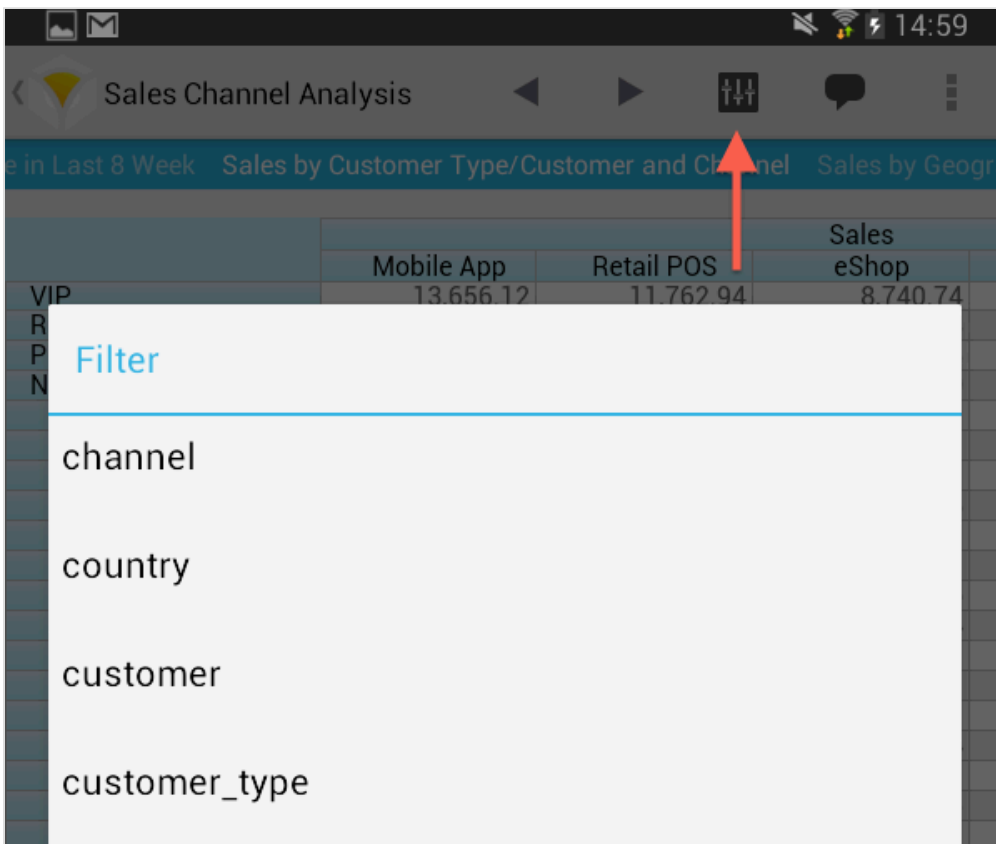 14:59
Sales Channel Analysis
e in Last 8 Week Sales by Customer Type/Customer and Channel Sales by Geogr
Sales
Mobile App Retail POS eShop
VIP 13,656.12 11,762.94 8,740.74
R
P
N
Filter
channel
country
customer
customer_type